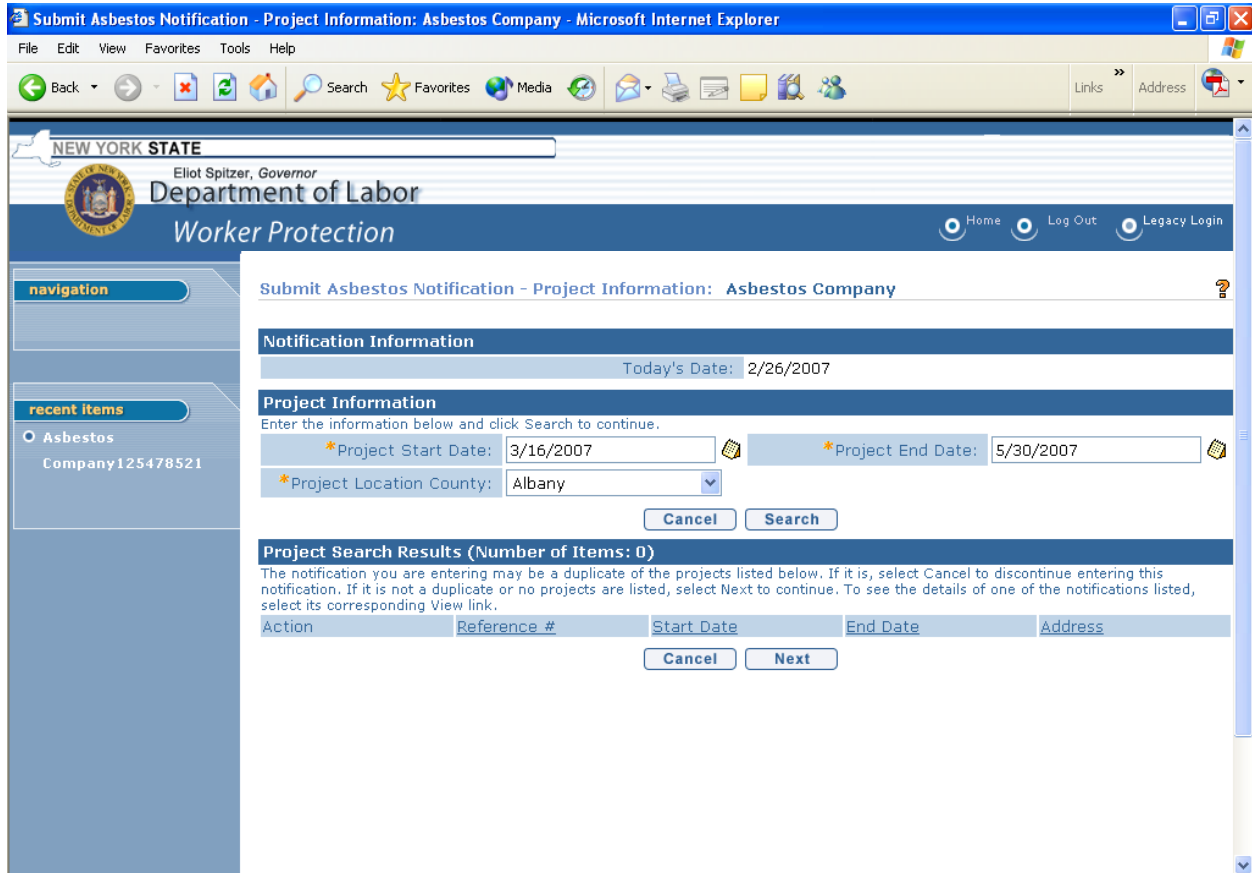 Submit Asbestos Notification - Project Information: Asbestos Company - Microsoft Internet Explorer
File Edit View Favorites Tools Help
Back Search Favorites Media Links » Address
NEW YORK STATE
Eliot Spitzer, Governor
Department of Labor
Worker Protection
Home Log Out Legacy Login
navigation
Submit Asbestos Notification - Project Information: Asbestos Company ?
Notification Information
Today's Date: 2/26/2007
recent items
Asbestos
Company125478521
Project Information
Enter the information below and click Search to continue.
*Project Start Date: 3/16/2007 *Project End Date: 5/30/2007
*Project Location County: Albany
Cancel Search
Project Search Results (Number of Items: 0)
The notification you are entering may be a duplicate of the projects listed below. If it is, select Cancel to discontinue entering this
notification. If it is not a duplicate or no projects are listed, select Next to continue. To see the details of one of the notifications listed,
select its corresponding View link.
Action Reference # Start Date End Date Address
Cancel Next